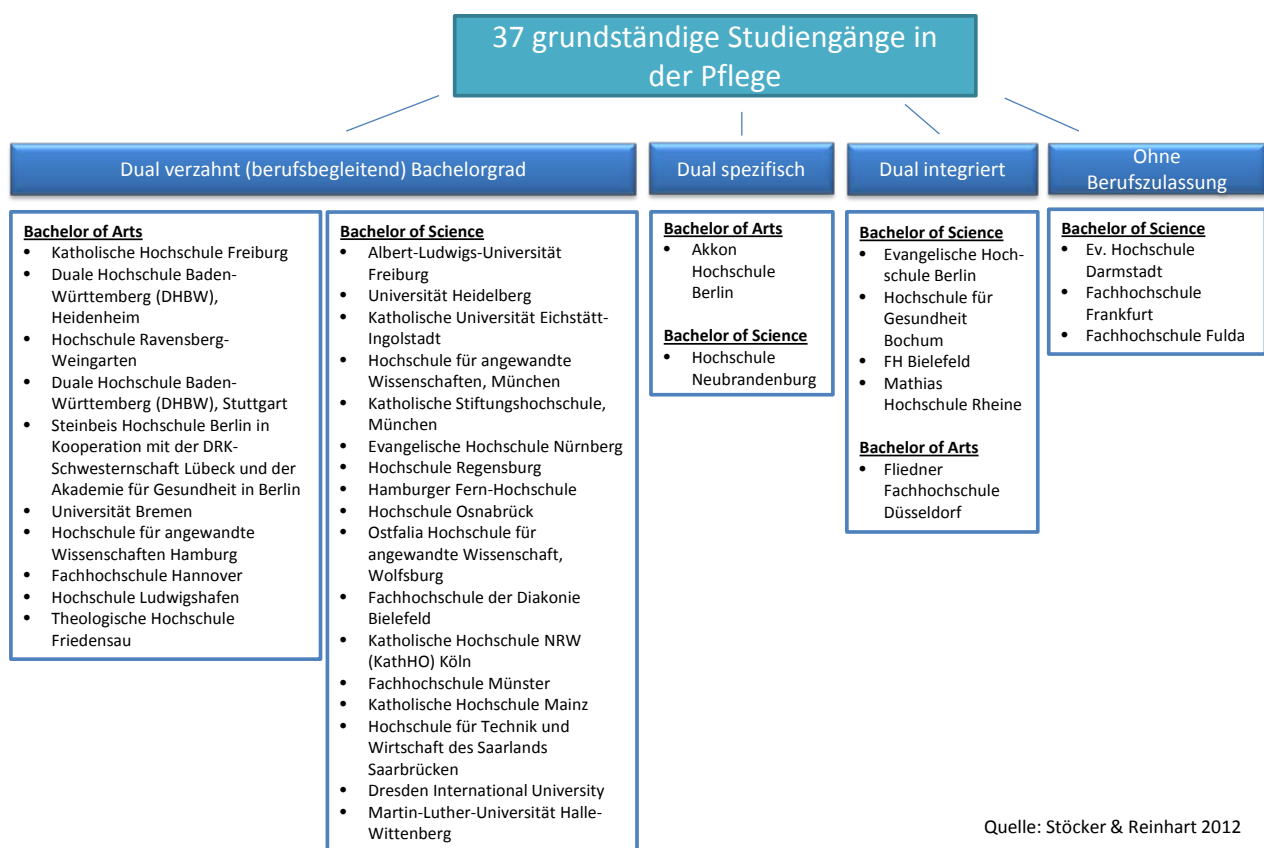 37 grundständige Studiengänge in
der Pflege
Dual verzahnt (berufsbegleitend) Bachelorgrad
Bachelor of Arts
• Katholische Hochschule Freiburg
• Duale Hochschule Baden-
Württemberg (DHBW),
Heidenheim
• Hochschule Ravensberg-
Weingarten
• Duale Hochschule Baden-
Württemberg (DHBW), Stuttgart
• Steinbeis Hochschule Berlin in
Kooperation mit der DRK-
Schwesternschaft Lübeck und der
Akademie für Gesundheit in Berlin
• Universität Bremen
• Hochschule für angewandte
Wissenschaften Hamburg
• Fachhochschule Hannover
• Hochschule Ludwigshafen
• Theologische Hochschule
Friedensau
Bachelor of Science
• Albert-Ludwigs-Universität
Freiburg
• Universität Heidelberg
• Katholische Universität Eichstätt-
Ingolstadt
• Hochschule für angewandte
Wissenschaften, München
• Katholische Stiftungshochschule,
München
• Evangelische Hochschule Nürnberg
• Hochschule Regensburg
• Hamburger Fern-Hochschule
• Hochschule Osnabrück
• Ostfalia Hochschule für
angewandte Wissenschaft,
Wolfsburg
• Fachhochschule der Diakonie
Bielefeld
• Katholische Hochschule NRW
(KathHO) Köln
• Fachhochschule Münster
• Katholische Hochschule Mainz
• Hochschule für Technik und
Wirtschaft des Saarlands
Saarbrücken
• Dresden International University
• Martin-Luther-Universität Halle-
Wittenberg
Dual spezifisch
Bachelor of Arts
• Akkon
Hochschule
Berlin
Bachelor of Science
• Hochschule
Neubrandenburg
Dual integriert
Bachelor of Science
• Evangelische Hoch-
schule Berlin
• Hochschule für
Gesundheit
Bochum
• FH Bielefeld
• Mathias
Hochschule Rheine
Bachelor of Arts
• Fliedner
Fachhochschule
Düsseldorf
Ohne
Berufszulassung
Bachelor of Science
• Ev. Hochschule
Darmstadt
• Fachhochschule
Frankfurt
• Fachhochschule Fulda
Quelle: Stöcker & Reinhart 2012